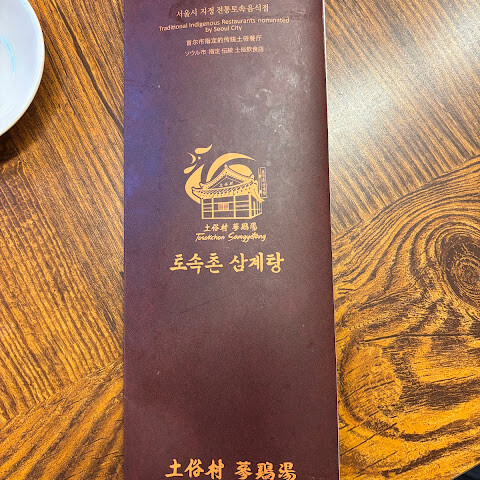 서울시 지정 전통토속음식점
Traditional Indigenous Restaurants nominated
by Seoul City
首尔市指定的传统土俗餐厅
ソウル市 指定 伝統 土俗飲食店
土俗村 蔘鷄湯
Tosokchon Samgyetang
토속촌 삼계탕
土俗村 蔘鷄湯